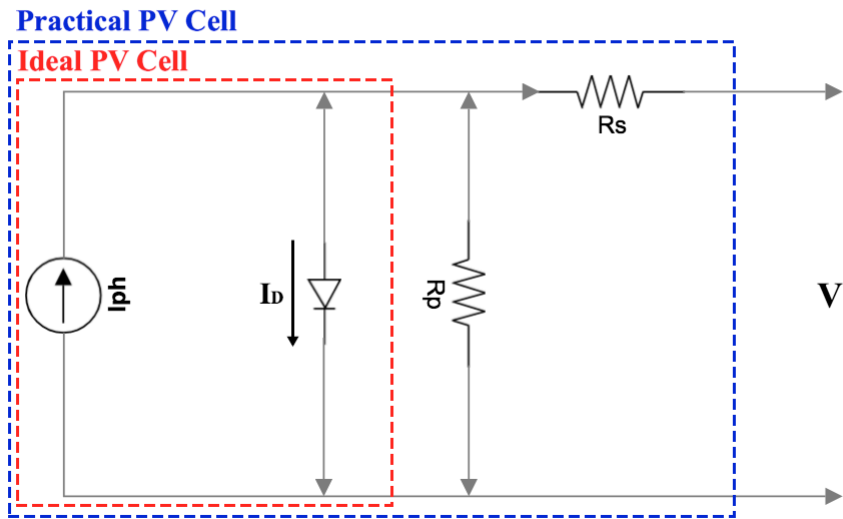 Practical PV Cell
Ideal PV Cell
Rs
Iph
ID
Rp
V